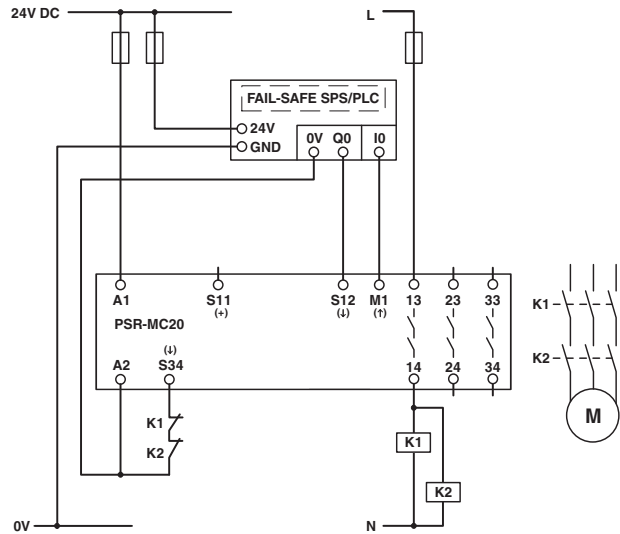 24V DC
L
FAIL-SAFE SPS/PLC
24V
GND
0V Q0 I0
A1 S11 S12 M1 13 23 33
(+) (↓) (↑)
PSR-MC20
(↓)
A2 S34 14 24 34
K1
K2
K1
K2
K1
K2
M
0V
N